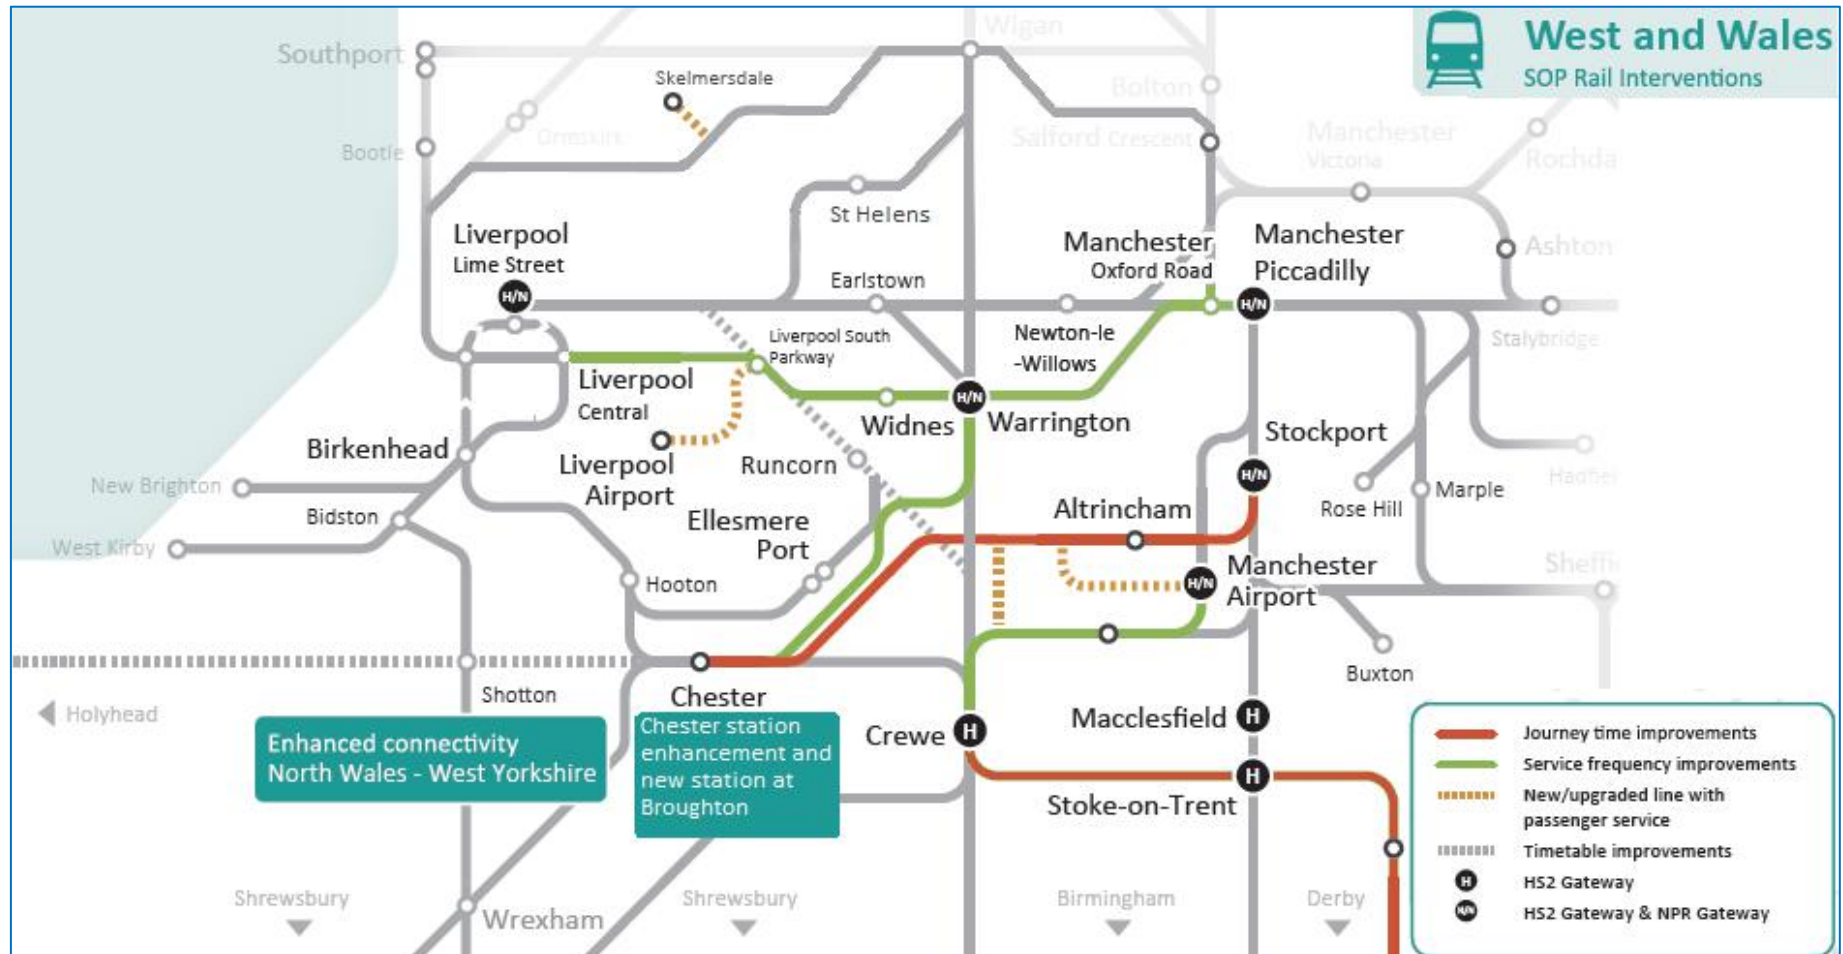 West and Wales
SOP Rail Interventions
Wigan
Southport
Skelmersdale
Bolton
Bootle
Ormskirk
Salford Crescent
Manchester
Victoria
Rochda
St Helens
Liverpool
Lime Street
H/N
Earlstown
Manchester
Oxford Road
Manchester
Piccadilly
H/N
Ashton
Liverpool South
Parkway
Newton-le
-Willows
Stalybridge
Liverpool
Central
Widnes
H/N
Warrington
Birkenhead
Liverpool
Airport
Runcorn
Stockport
H/N
New Brighton
Bidston
West Kirby
Ellesmere
Port
Altrincham
Rose Hill
Marple
Hadfiel
Hooton
H/N
Manchester
Airport
Sheffi
Buxton
Shotton
Holyhead
Chester
Enhanced connectivity
North Wales - West Yorkshire
Chester station
enhancement and
new station at
Broughton
Crewe
H
Macclesfield
H
Stoke-on-Trent
H
Shrewsbury
Wrexham
Shrewsbury
Birmingham
Derby
Journey time improvements
Service frequency improvements
New/upgraded line with
passenger service
Timetable improvements
H
HS2 Gateway
H/N
HS2 Gateway & NPR Gateway